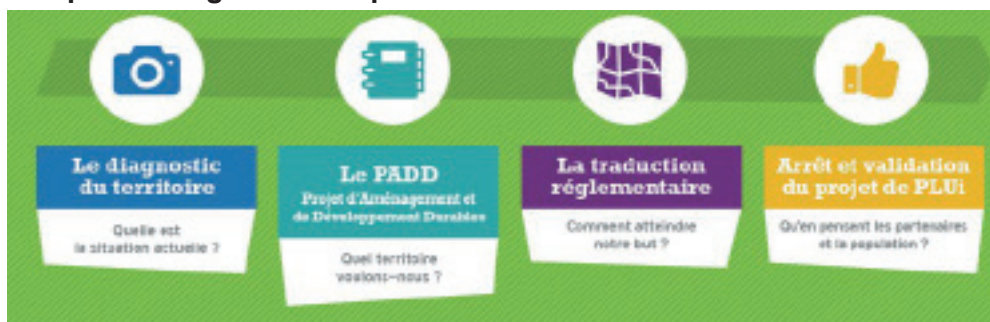 Le diagnostic
du territoire
Quelle est
la situation actuelle ?
Le PADD
Projet d'Aménagement et
de Développement Durables
Quel territoire
voulons-nous ?
La traduction
réglementaire
Comment atteindre
notre but ?
Arrêt et validation
du projet de PLUi
Qu'en pensent les partenaires
et la population ?